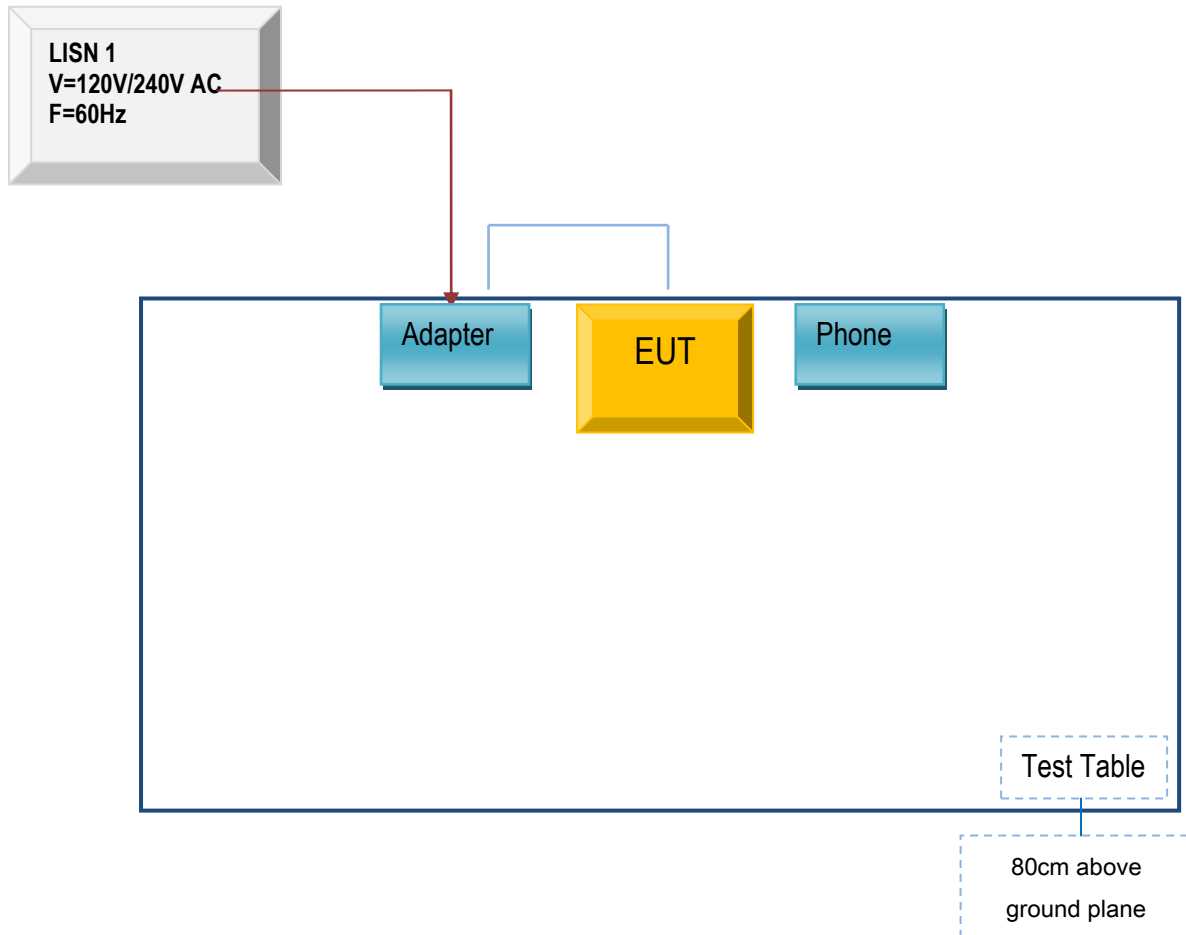 LISN 1
V=120V/240V AC
F=60Hz
Adapter
EUT
Phone
Test Table
80cm above
ground plane